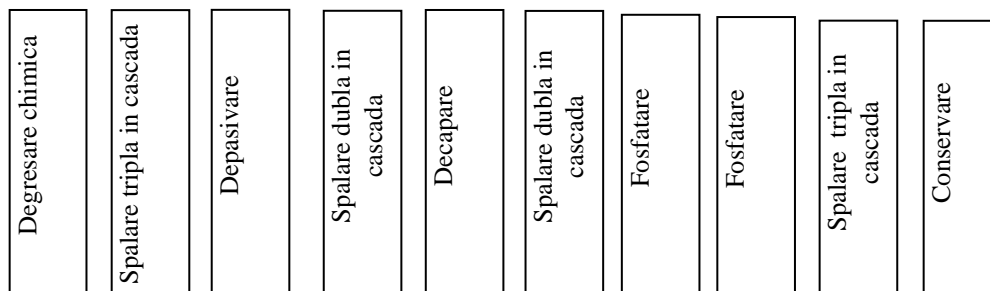 Degresare chimica
Spalare tripla in cascada
Depasivare
Spalare dubla in
cascada
Decapare
Spalare dubla in
cascada
Fosfatare
Fosfatare
Spalare tripla in
cascada
Conservare